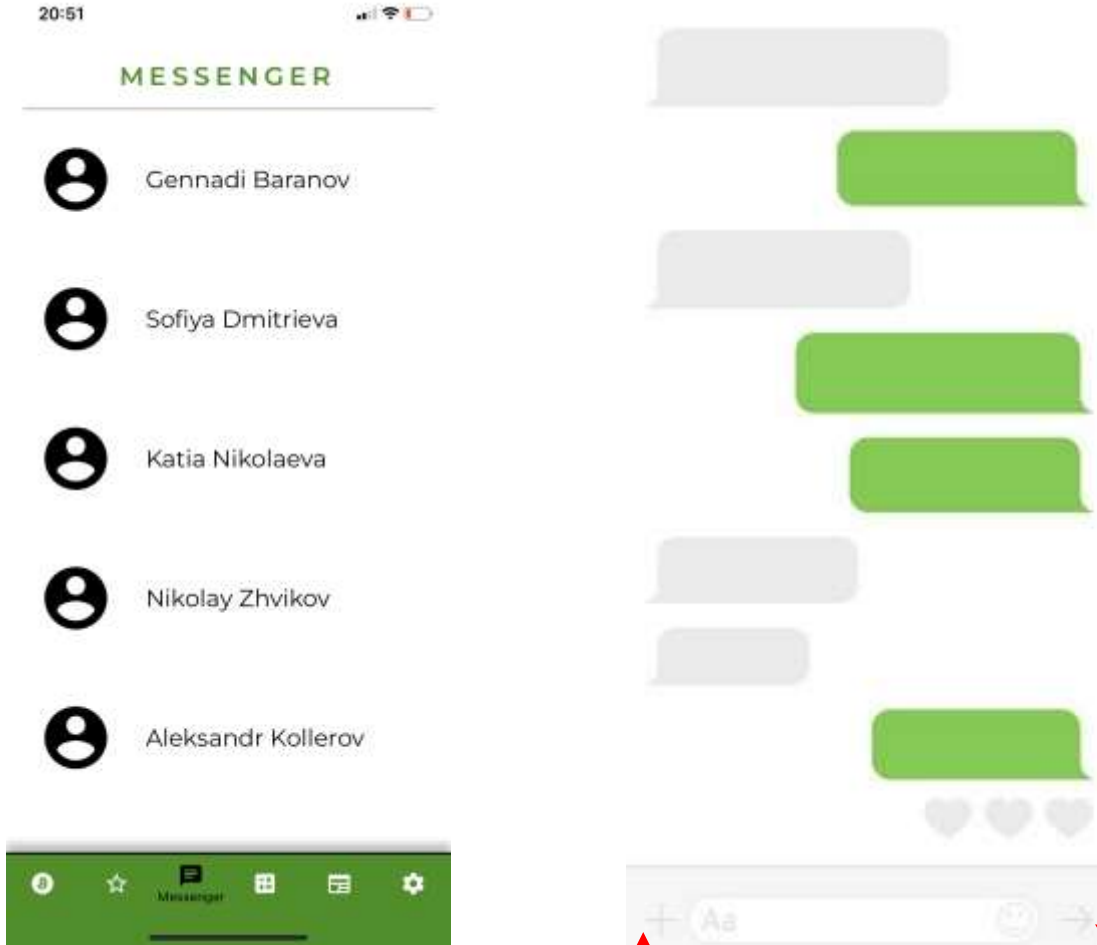 20:51
MESSENGER
Gennadi Baranov
Sofiya Dmitrieva
Katia Nikolaeva
Nikolay Zhvikov
Aleksandr Kollerov
Messenger
Aa